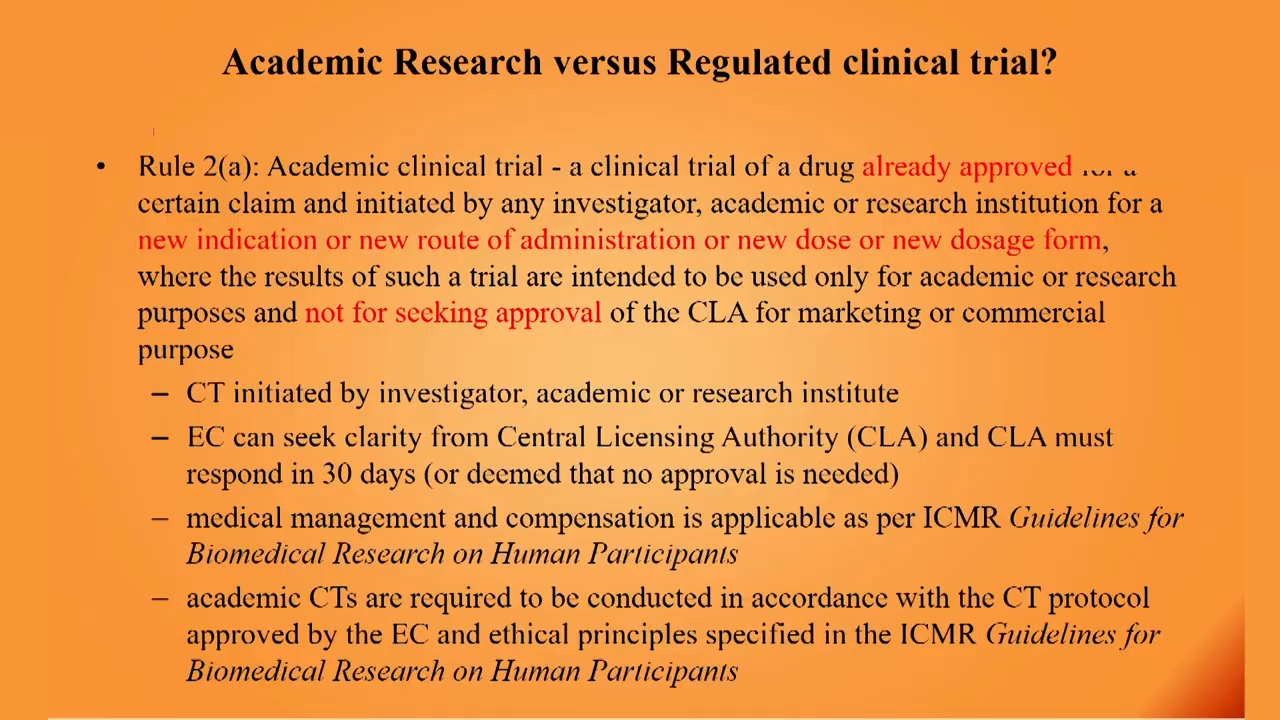 Academic Research versus Regulated clinical trial?
• Rule 2(a): Academic clinical trial - a clinical trial of a drug already approved for a
certain claim and initiated by any investigator, academic or research institution for a
new indication or new route of administration or new dose or new dosage form,
where the results of such a trial are intended to be used only for academic or research
purposes and not for seeking approval of the CLA for marketing or commercial
purpose
– CT initiated by investigator, academic or research institute
– EC can seek clarity from Central Licensing Authority (CLA) and CLA must
respond in 30 days (or deemed that no approval is needed)
– medical management and compensation is applicable as per ICMR Guidelines for
Biomedical Research on Human Participants
– academic CTs are required to be conducted in accordance with the CT protocol
approved by the EC and ethical principles specified in the ICMR Guidelines for
Biomedical Research on Human Participants